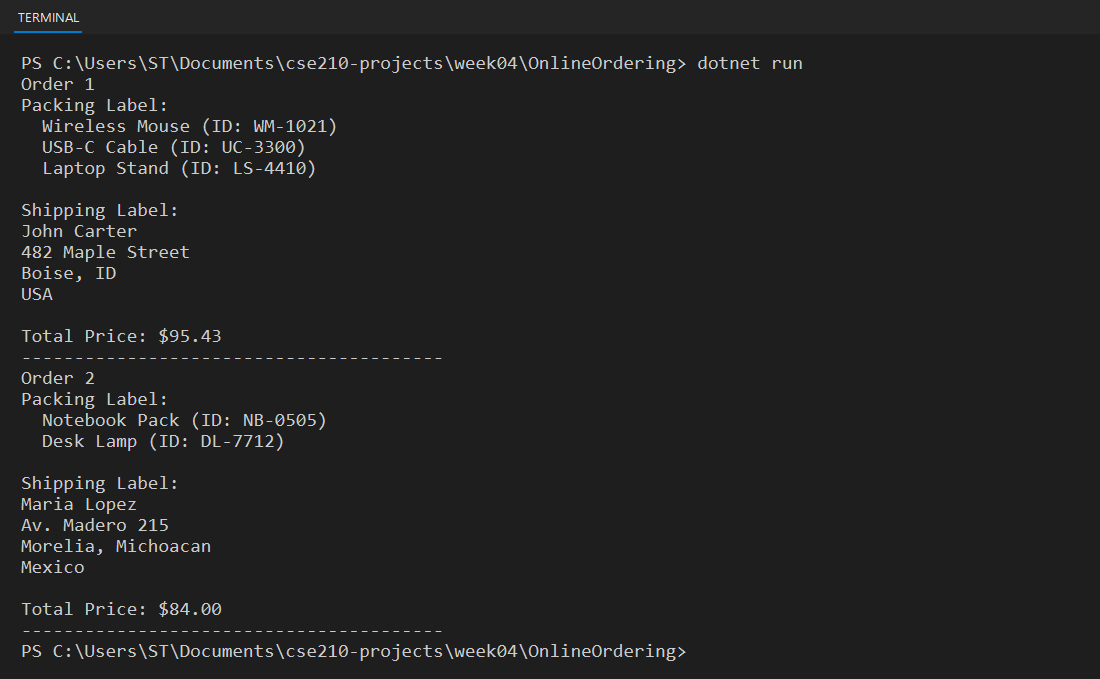 TERMINAL
PS C:\Users\ST\Documents\cse210-projects\week04\OnlineOrdering> dotnet run
Order 1
Packing Label:
  Wireless Mouse (ID: WM-1021)
  USB-C Cable (ID: UC-3300)
  Laptop Stand (ID: LS-4410)

Shipping Label:
John Carter
482 Maple Street
Boise, ID
USA

Total Price: $95.43
----------------------------------------
Order 2
Packing Label:
  Notebook Pack (ID: NB-0505)
  Desk Lamp (ID: DL-7712)

Shipping Label:
Maria Lopez
Av. Madero 215
Morelia, Michoacan
Mexico

Total Price: $84.00
----------------------------------------
PS C:\Users\ST\Documents\cse210-projects\week04\OnlineOrdering>